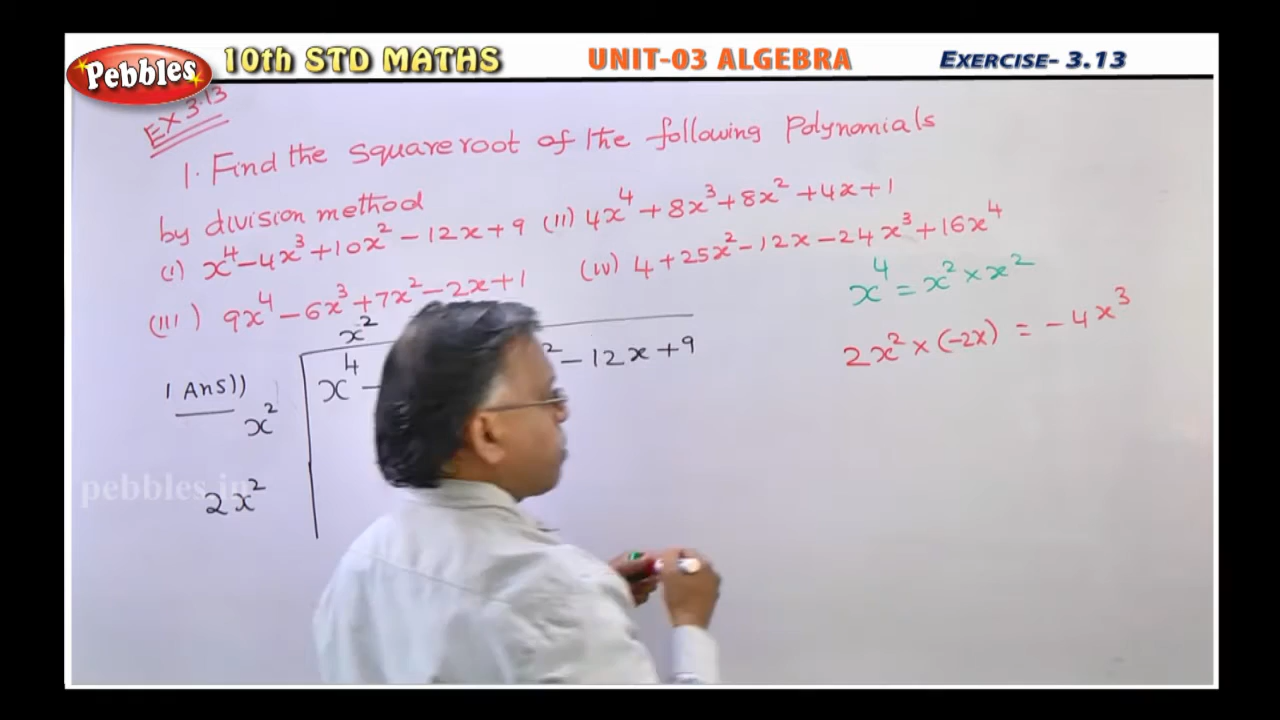 Pebbles
10th STD MATHS
UNIT-03 ALGEBRA
EXERCISE- 3.13
EX 3.13
1. Find the square root of the following Polynomials
by division method
(i) x⁴ - 4x³ + 10x² - 12x + 9 (ii) 4x⁴ + 8x³ + 8x² + 4x + 1
(iii) 9x⁴ - 6x³ + 7x² - 2x + 1 (iv) 4 + 25x² - 12x - 24x³ + 16x⁴
x⁴ = x² × x²
2x² × (-2x) = -4x³
x²
1 Ans))
x⁴ - ² - 12x + 9
x²
2x²
pebbles.in